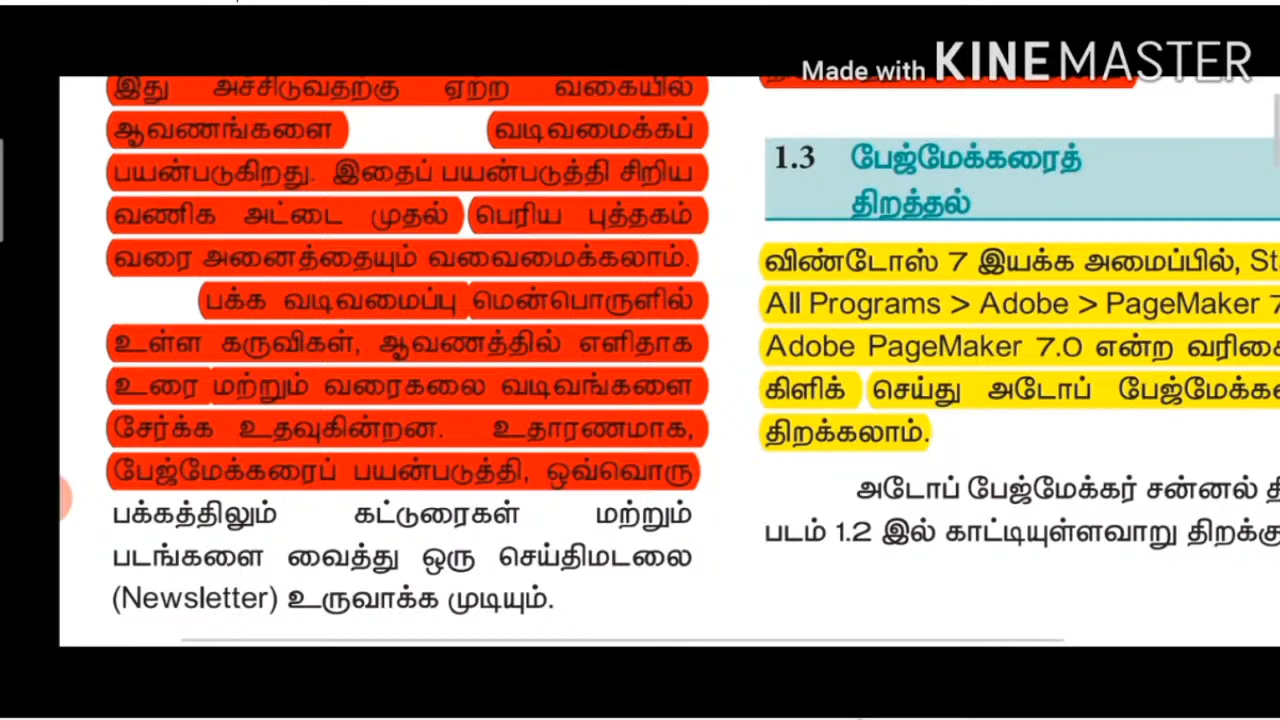 Made with KINEMASTER
இது அச்சிடுவதற்கு ஏற்ற வகையில்
ஆவணங்களை வடிவமைக்கப்
பயன்படுகிறது. இதைப் பயன்படுத்தி சிறிய
வணிக அட்டை முதல் பெரிய புத்தகம்
வரை அனைத்தையும் வவைமைக்கலாம்.
பக்க வடிவமைப்பு மென்பொருளில்
உள்ள கருவிகள், ஆவணத்தில் எளிதாக
உரை மற்றும் வரைகலை வடிவங்களை
சேர்க்க உதவுகின்றன. உதாரணமாக,
பேஜ்மேக்கரைப் பயன்படுத்தி, ஒவ்வொரு
பக்கத்திலும் கட்டுரைகள் மற்றும்
படங்களை வைத்து ஒரு செய்திமடலை
(Newsletter) உருவாக்க முடியும்.
1.3 பேஜ்மேக்கரைத்
திறத்தல்
விண்டோஸ் 7 இயக்க அமைப்பில், St
All Programs > Adobe > PageMaker 7
Adobe PageMaker 7.0 என்ற
கிளிக் செய்து அடோப்
திறக்கலாம்.
அடோப் பேஜ்மேக்கர் சன்னல்
படம் 1.2 இல் காட்டியுள்ளவாறு